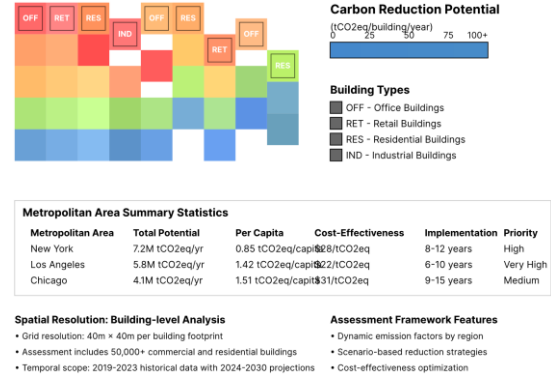 OFF RET RES IND OFF RES RET OFF RES
Carbon Reduction Potential
(tCO2eq/building/year)
0 25 50 75 100+
Building Types
OFF - Office Buildings
RET - Retail Buildings
RES - Residential Buildings
IND - Industrial Buildings
Metropolitan Area Summary Statistics
Metropolitan Area Total Potential Per Capita Cost-Effectiveness Implementation Priority
New York 7.2M tCO2eq/yr 0.85 tCO2eq/capita $28/tCO2eq 8-12 years High
Los Angeles 5.8M tCO2eq/yr 1.42 tCO2eq/capita $22/tCO2eq 6-10 years Very High
Chicago 4.1M tCO2eq/yr 1.51 tCO2eq/capita $31/tCO2eq 9-15 years Medium
Spatial Resolution: Building-level Analysis
• Grid resolution: 40m × 40m per building footprint
• Assessment includes 50,000+ commercial and residential buildings
• Temporal scope: 2019-2023 historical data with 2024-2030 projections
Assessment Framework Features
• Dynamic emission factors by region
• Scenario-based reduction strategies
• Cost-effectiveness optimization